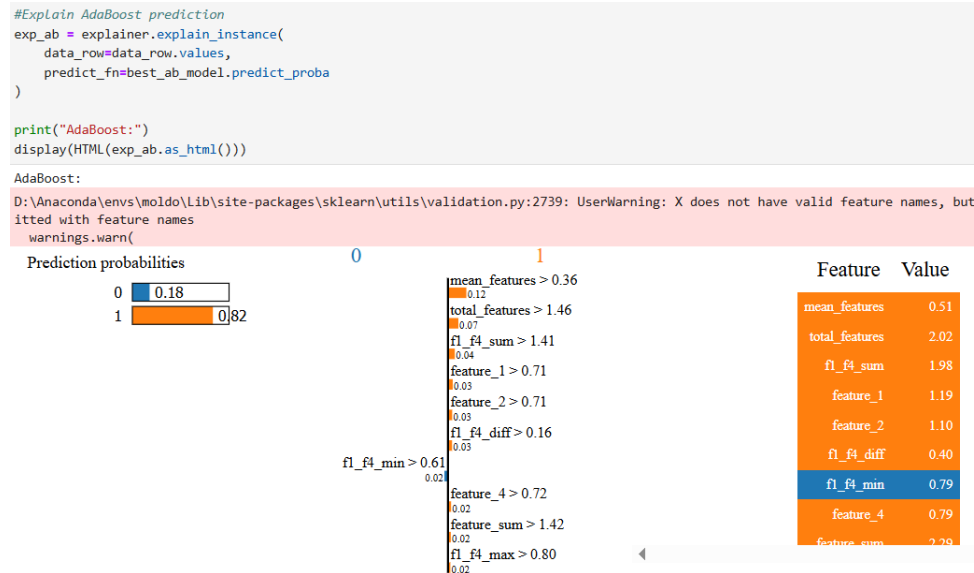 #Explain AdaBoost prediction
exp_ab = explainer.explain_instance(
    data_row=data_row.values,
    predict_fn=best_ab_model.predict_proba
)
print("AdaBoost:")
display(HTML(exp_ab.as_html()))
AdaBoost:
D:\Anaconda\envs\moldo\Lib\site-packages\sklearn\utils\validation.py:2739: UserWarning: X does not have valid feature names, but
itted with feature names
  warnings.warn(
Prediction probabilities
0 0.18
1 0.82
0 1
mean_features > 0.36
0.12
total_features > 1.46
0.07
f1_f4_sum > 1.41
0.04
feature_1 > 0.71
0.03
feature_2 > 0.71
0.03
f1_f4_diff > 0.16
0.03
f1_f4_min > 0.61
0.02
feature_4 > 0.72
0.02
feature_sum > 1.42
0.02
f1_f4_max > 0.80
0.02
Feature Value
mean_features 0.51
total_features 2.02
f1_f4_sum 1.98
feature_1 1.19
feature_2 1.10
f1_f4_diff 0.40
f1_f4_min 0.79
feature_4 0.79
feature_sum 2.29